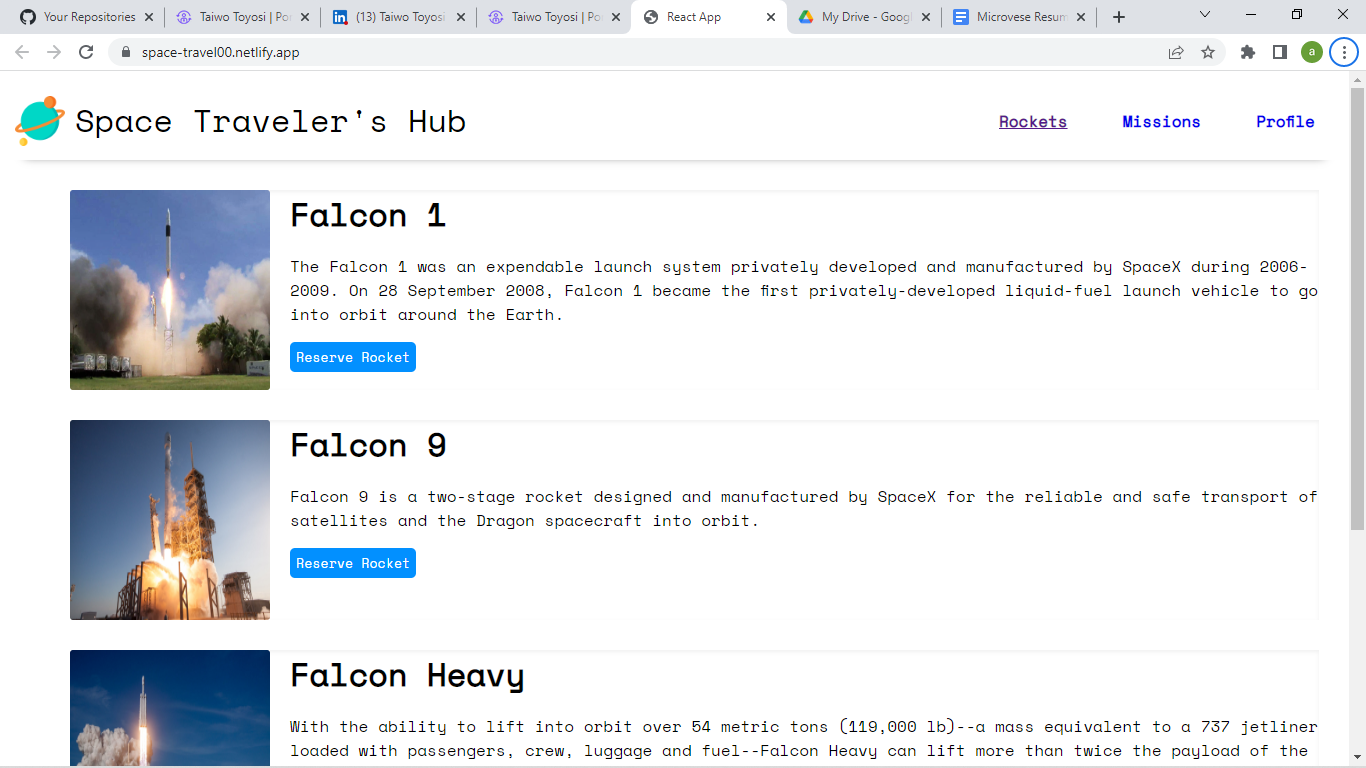 Your Repositories
Taiwo Toyosi | Por
(13) Taiwo Toyosi
Taiwo Toyosi | Po
React App
My Drive - Googl
Microvese Resum
space-travel00.netlify.app
a
Space Traveler's Hub
Rockets
Missions
Profile
Falcon 1
The Falcon 1 was an expendable launch system privately developed and manufactured by SpaceX during 2006-
2009. On 28 September 2008, Falcon 1 became the first privately-developed liquid-fuel launch vehicle to go
into orbit around the Earth.
Reserve Rocket
Falcon 9
Falcon 9 is a two-stage rocket designed and manufactured by SpaceX for the reliable and safe transport of
satellites and the Dragon spacecraft into orbit.
Reserve Rocket
Falcon Heavy
With the ability to lift into orbit over 54 metric tons (119,000 lb)--a mass equivalent to a 737 jetliner
loaded with passengers, crew, luggage and fuel--Falcon Heavy can lift more than twice the payload of the